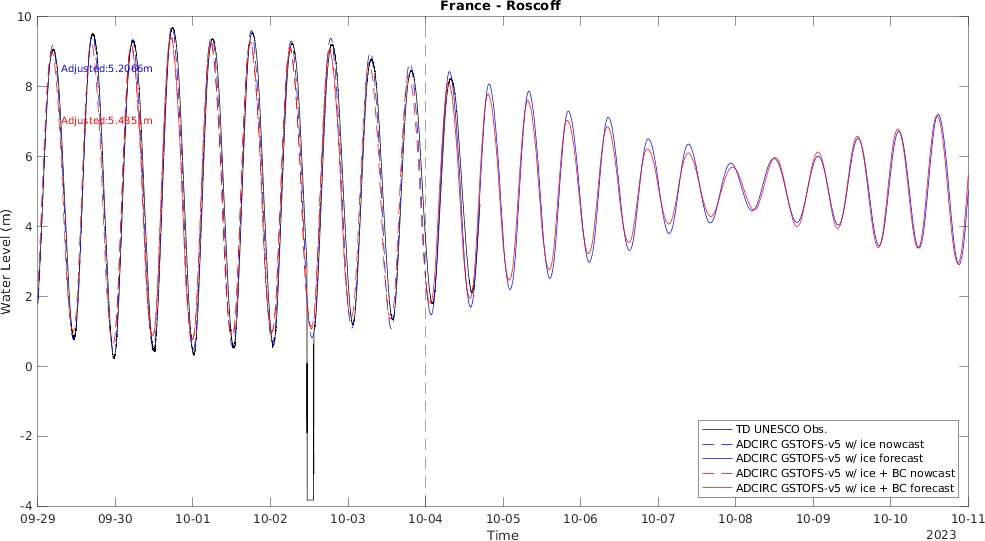 France - Roscoff
10
8
6
4
2
0
-2
-4
Water Level (m)
Adjusted:5.2066m
Adjusted:5.4351m
TD UNESCO Obs.
ADCIRC GSTOFS-v5 w/ ice nowcast
ADCIRC GSTOFS-v5 w/ ice forecast
ADCIRC GSTOFS-v5 w/ ice + BC nowcast
ADCIRC GSTOFS-v5 w/ ice + BC forecast
09-29 09-30 10-01 10-02 10-03 10-04 10-05 10-06 10-07 10-08 10-09 10-10 10-11
Time
2023